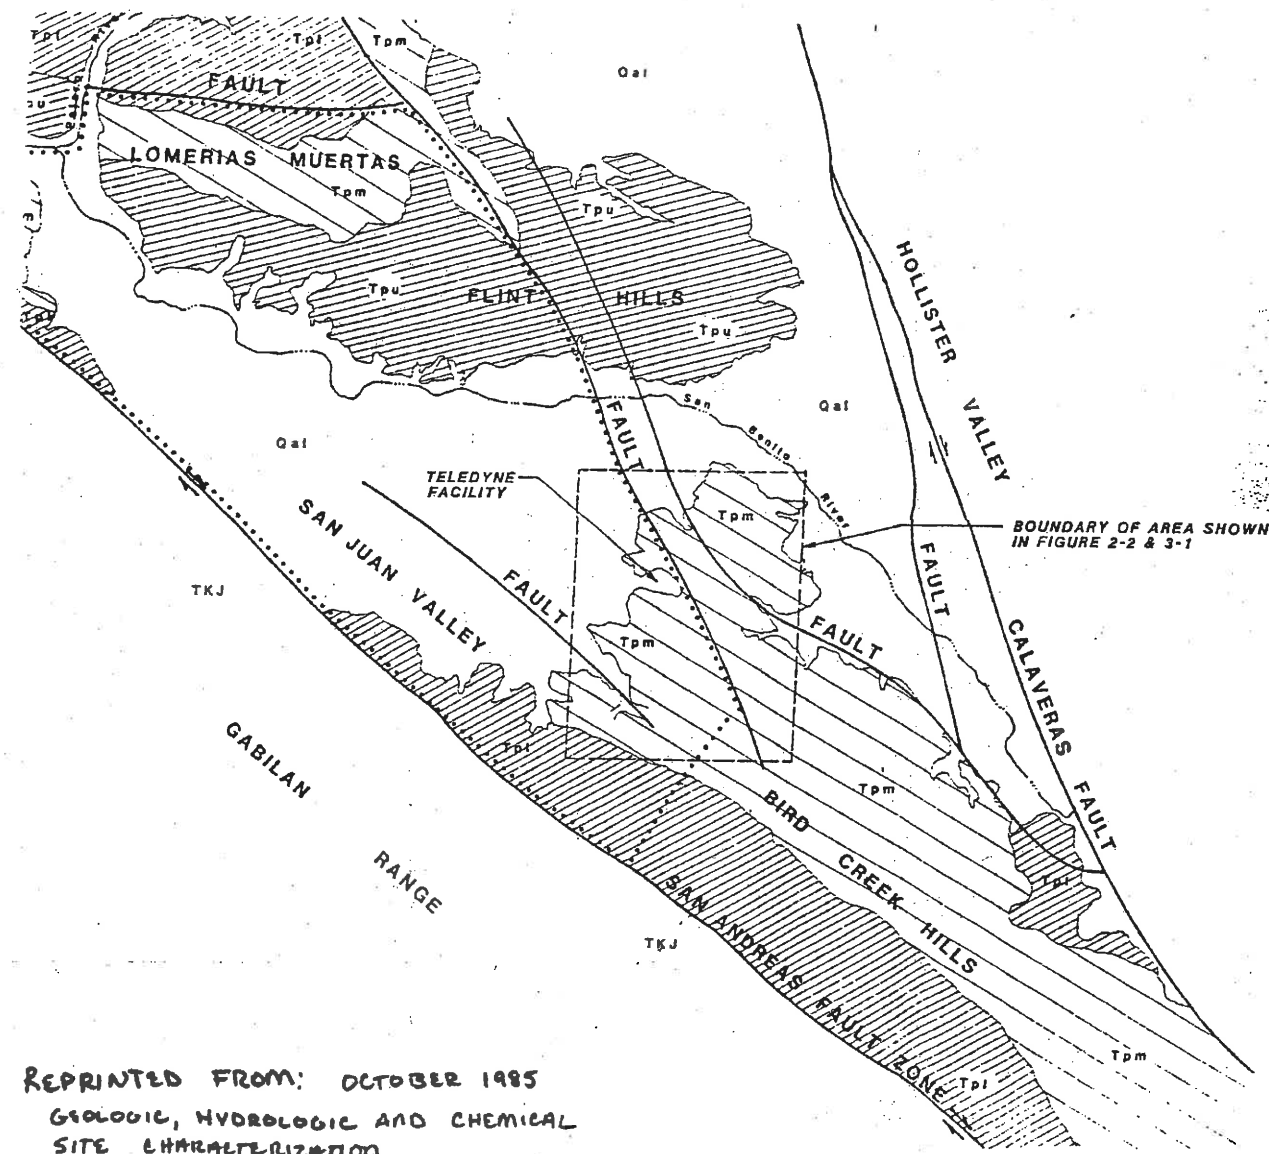 Tpl
Tpl
Tpm
Qal
FAULT
LOMERIAS MUERTAS
Tpm
Tpu
HOLLISTER VALLEY
Tpu
FLINT HILLS
Tpu
San Benito River
Qal
FAULT
Qal
TELEDYNE
FACILITY
Tpm
SAN JUAN VALLEY
BOUNDARY OF AREA SHOWN
IN FIGURE 2-2 & 3-1
FAULT
FAULT
TKJ
FAULT
Tpm
CALAVERAS FAULT
GABILAN RANGE
Tpl
Tpm
BIRD CREEK HILLS
Tpl
SAN ANDREAS FAULT ZONE
TKJ
Tpm
Tpl
REPRINTED FROM: OCTOBER 1985
GEOLOGIC, HYDROLOGIC AND CHEMICAL
SITE CHARACTERIZATION